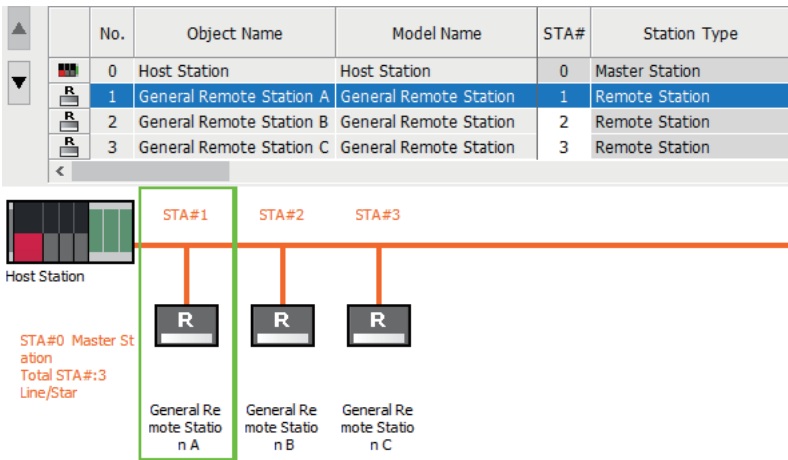 No. Object Name Model Name STA# Station Type
0 Host Station Host Station 0 Master Station
R 1 General Remote Station A General Remote Station 1 Remote Station
R 2 General Remote Station B General Remote Station 2 Remote Station
R 3 General Remote Station C General Remote Station 3 Remote Station
STA#1 STA#2 STA#3
Host Station
R R R
STA#0 Master St
ation
Total STA#:3
Line/Star
General Re
mote Statio
n A
General Re
mote Statio
n B
General Re
mote Statio
n C